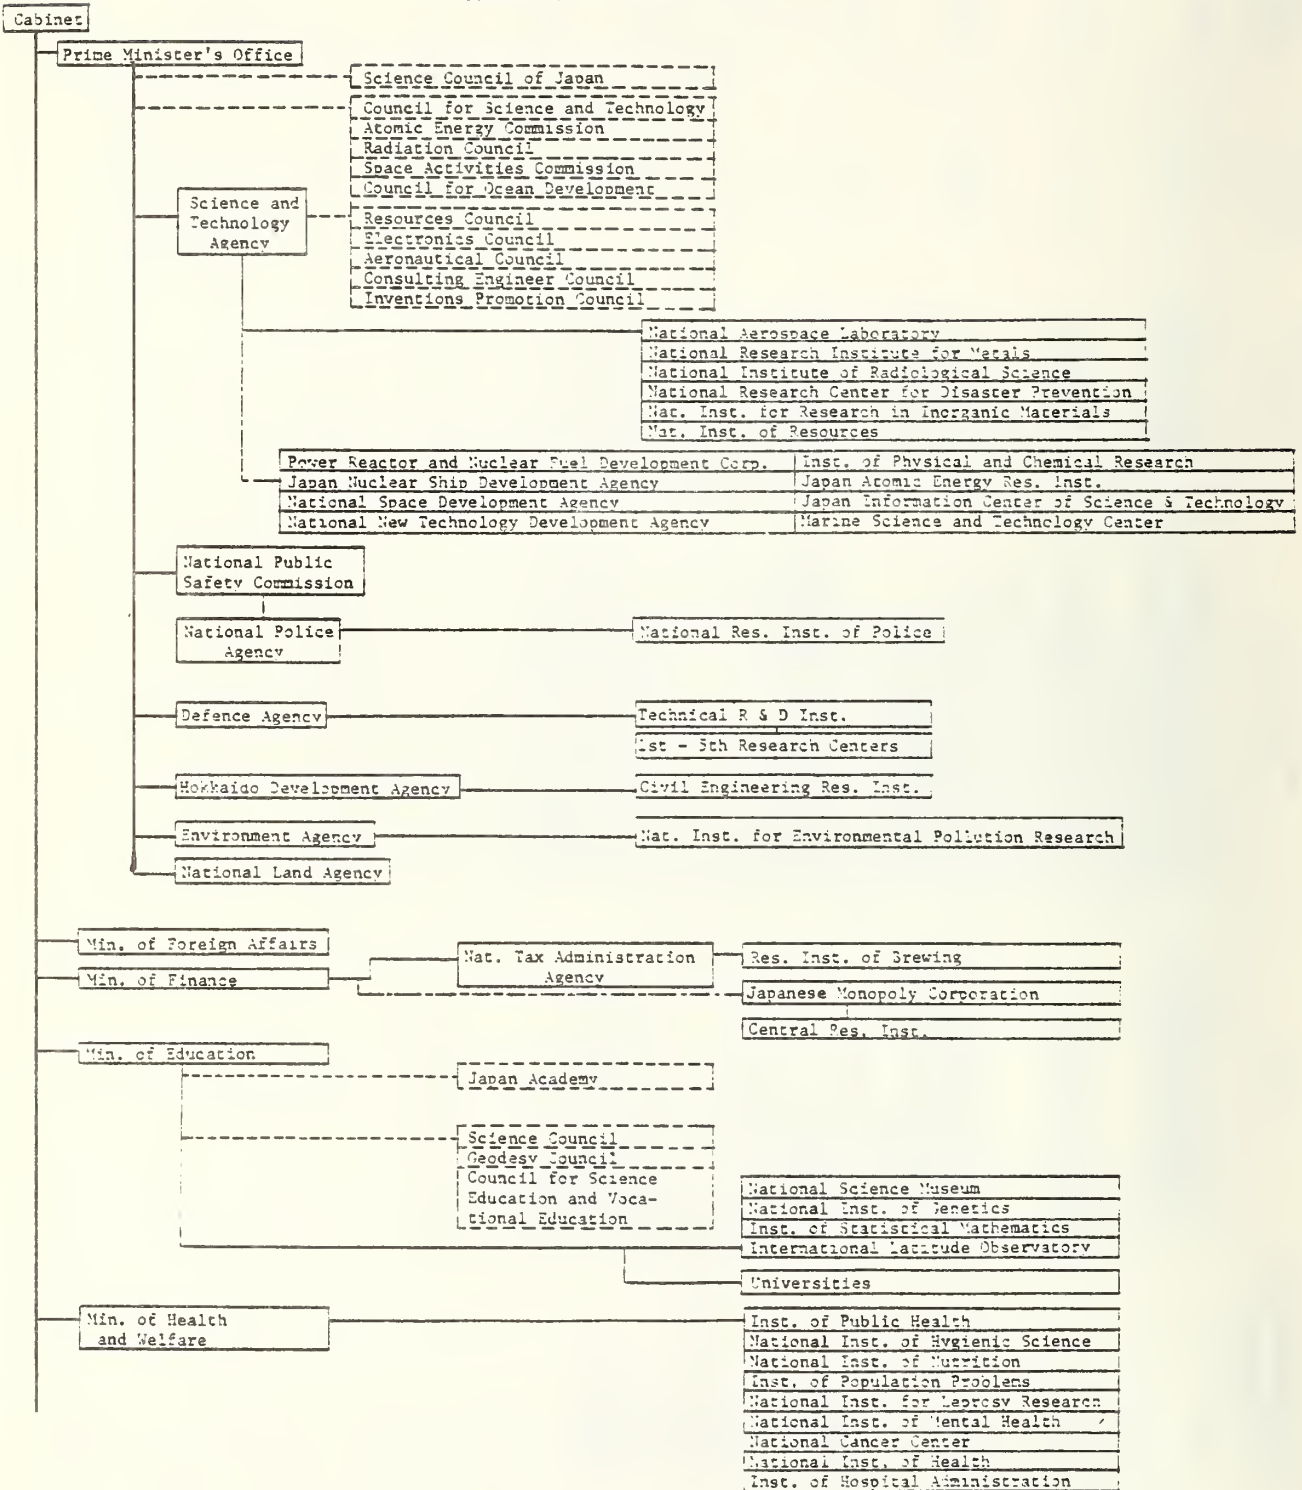 Cabinet
Prime Minister's Office
Science Council of Japan
Council for Science and Technology
Atomic Energy Commission
Radiation Council
Space Activities Commission
Council for Ocean Development
Science and
Technology
Agency
Resources Council
Electronics Council
Aeronautical Council
Consulting Engineer Council
Inventions Promotion Council
National Aerospace Laboratory
National Research Institute for Metals
National Institute of Radiological Science
National Research Center for Disaster Prevention
Nat. Inst. for Research in Inorganic Materials
Nat. Inst. of Resources
Power Reactor and Nuclear Fuel Development Corp.
Inst. of Physical and Chemical Research
Japan Nuclear Ship Development Agency
Japan Atomic Energy Res. Inst.
National Space Development Agency
Japan Information Center of Science & Technology
National New Technology Development Agency
Marine Science and Technology Center
National Public
Safety Commission
National Police
Agency
National Res. Inst. of Police
Defence Agency
Technical R & D Inst.
1st - 5th Research Centers
Hokkaido Development Agency
Civil Engineering Res. Inst.
Environment Agency
Nat. Inst. for Environmental Pollution Research
National Land Agency
Min. of Foreign Affairs
Min. of Finance
Nat. Tax Administration
Agency
Res. Inst. of Brewing
Japanese Monopoly Corporation
Central Res. Inst.
Min. of Education
Japan Academy
Science Council
Geodesy Council
Council for Science
Education and Voca-
tional Education
National Science Museum
National Inst. of Genetics
Inst. of Statistical Mathematics
International Latitude Observatory
Universities
Min. of Health
and Welfare
Inst. of Public Health
National Inst. of Hygienic Science
National Inst. of Nutrition
Inst. of Population Problems
National Inst. for Leprosy Research
National Inst. of Mental Health
National Cancer Center
National Inst. of Health
Inst. of Hospital Administration